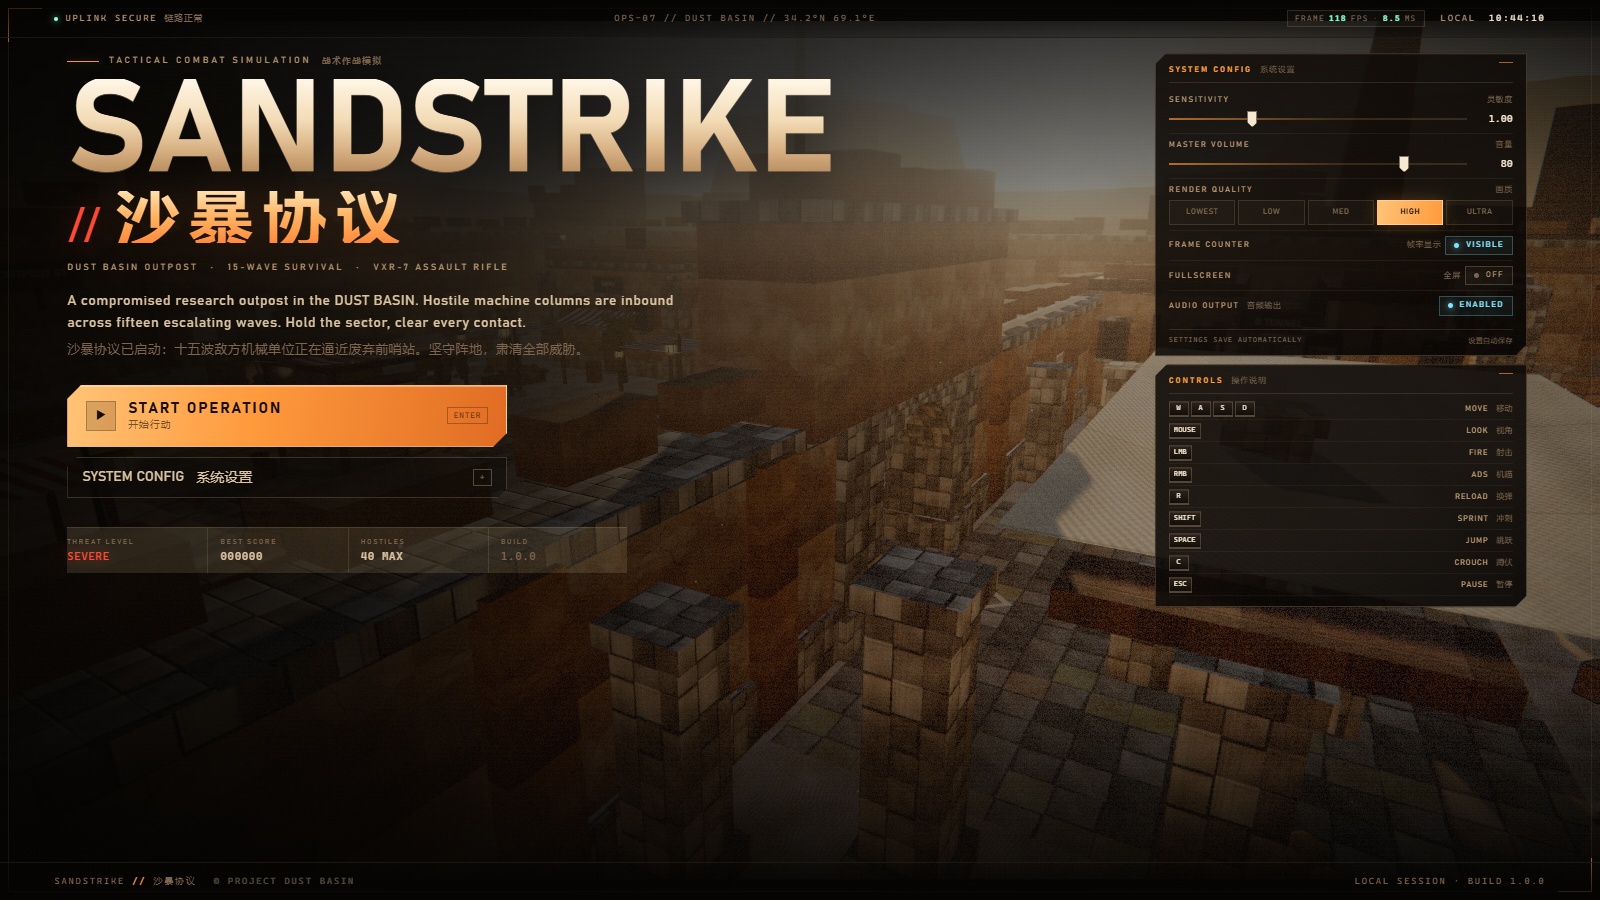 UPLINK SECURE 链路正常
OPS-07 // DUST BASIN // 34.2°N 69.1°E
FRAME 118 FPS · 8.5 MS
LOCAL 10:44:10
TACTICAL COMBAT SIMULATION 战术作战模拟
SANDSTRIKE
// 沙暴协议
DUST BASIN OUTPOST · 15-WAVE SURVIVAL · VXR-7 ASSAULT RIFLE
A compromised research outpost in the DUST BASIN. Hostile machine columns are inbound
across fifteen escalating waves. Hold the sector, clear every contact.
沙暴协议已启动：十五波敌方机械单位正在逼近废弃前哨站。坚守阵地，肃清全部威胁。
START OPERATION
开始行动
ENTER
SYSTEM CONFIG 系统设置
+
THREAT LEVEL
SEVERE
BEST SCORE
000000
HOSTILES
40 MAX
BUILD
1.0.0
SYSTEM CONFIG 系统设置
SENSITIVITY 灵敏度
1.00
MASTER VOLUME 音量
80
RENDER QUALITY 画质
LOWEST LOW MED HIGH ULTRA
FRAME COUNTER 帧率显示 VISIBLE
FULLSCREEN 全屏 OFF
AUDIO OUTPUT 音频输出 ENABLED
SETTINGS SAVE AUTOMATICALLY 设置自动保存
CONTROLS 操作说明
W A S D MOVE 移动
MOUSE LOOK 视角
LMB FIRE 射击
RMB ADS 机瞄
R RELOAD 换弹
SHIFT SPRINT 冲刺
SPACE JUMP 跳跃
C CROUCH 蹲伏
ESC PAUSE 暂停
SANDSTRIKE // 沙暴协议 © PROJECT DUST BASIN
LOCAL SESSION · BUILD 1.0.0